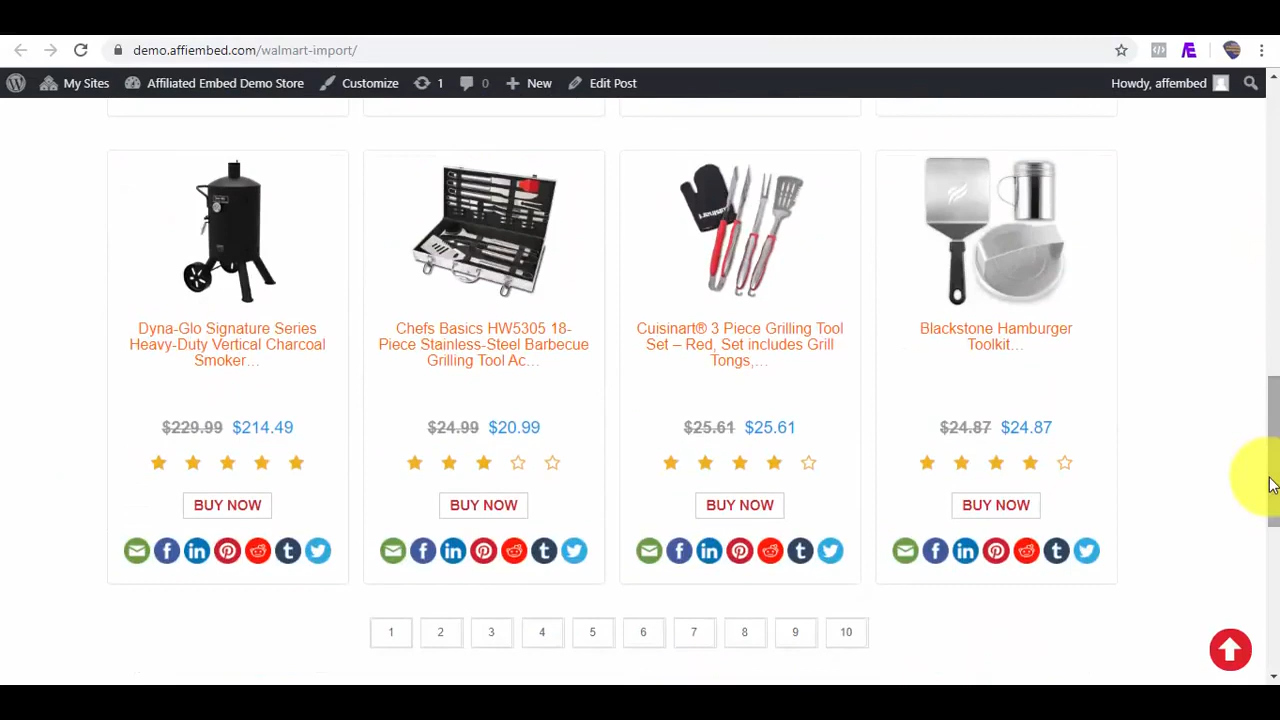 demo.affiembed.com/walmart-import/
My Sites Affiliated Embed Demo Store Customize 1 0 New Edit Post Howdy, affembed
Dyna-Glo Signature Series
Heavy-Duty Vertical Charcoal
Smoker…
$229.99 $214.49
BUY NOW
Chefs Basics HW5305 18-
Piece Stainless-Steel Barbecue
Grilling Tool Ac…
$24.99 $20.99
BUY NOW
Cuisinart® 3 Piece Grilling Tool
Set – Red, Set includes Grill
Tongs,…
$25.61 $25.61
BUY NOW
Blackstone Hamburger
Toolkit…
$24.87 $24.87
BUY NOW
1 2 3 4 5 6 7 8 9 10